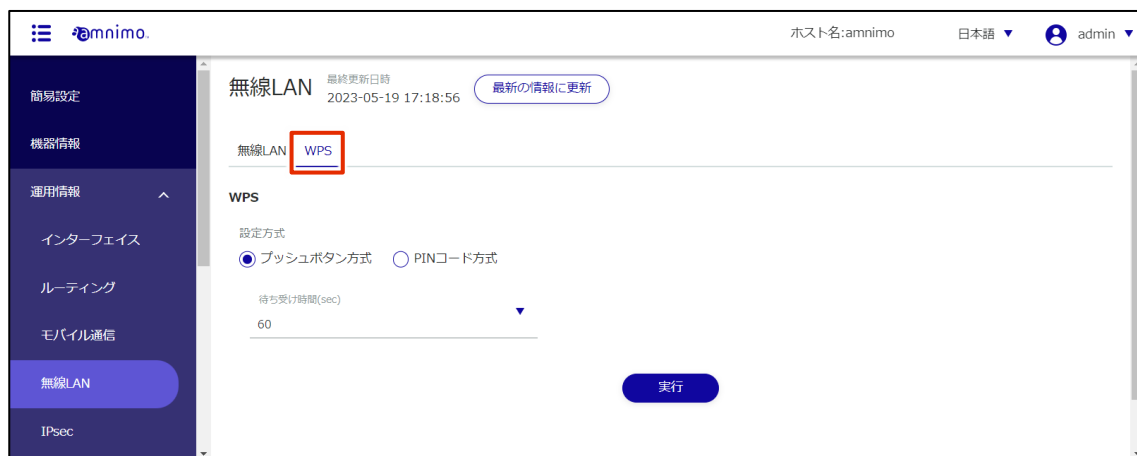 amnimo.
ホスト名:amnimo
日本語 ▼
admin ▼
簡易設定
機器情報
運用情報
インターフェイス
ルーティング
モバイル通信
無線LAN
IPsec
無線LAN
最終更新日時
2023-05-19 17:18:56
最新の情報に更新
無線LAN WPS
WPS
設定方式
プッシュボタン方式 PINコード方式
待ち受け時間(sec)
60 ▼
実行